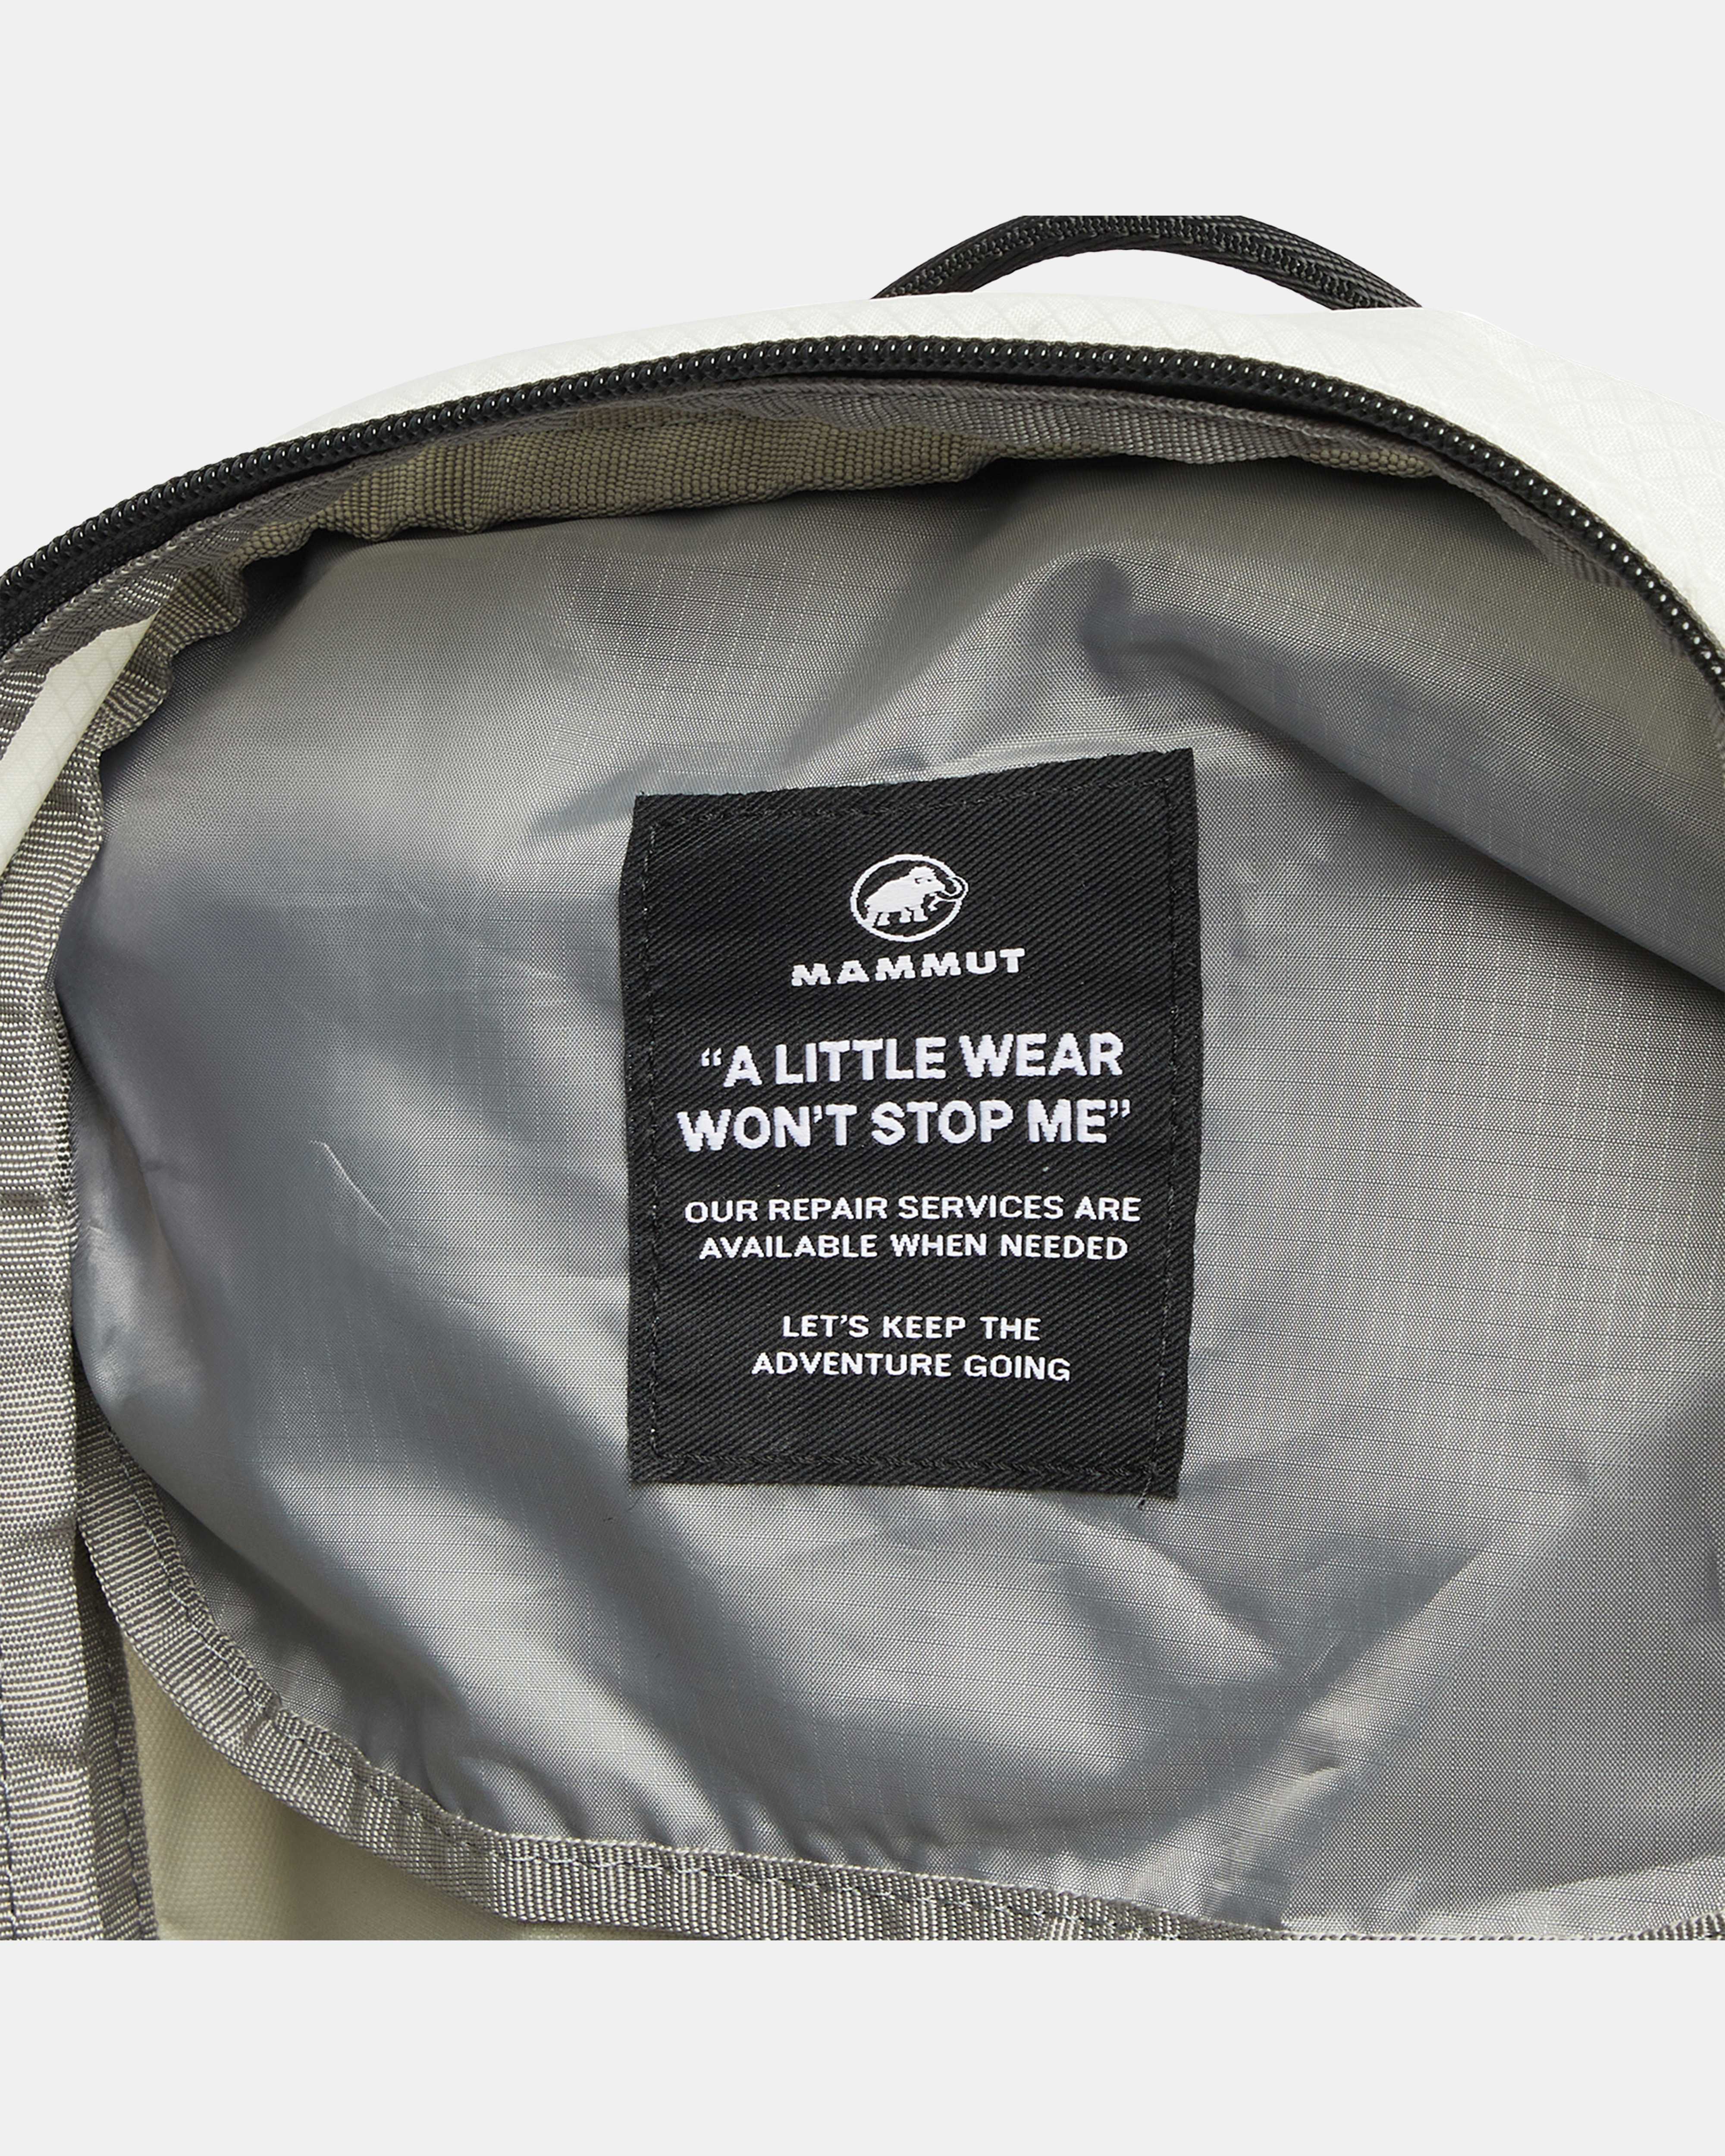 MAMMUT
“A LITTLE WEAR
WON’T STOP ME”
OUR REPAIR SERVICES ARE
AVAILABLE WHEN NEEDED
LET’S KEEP THE
ADVENTURE GOING